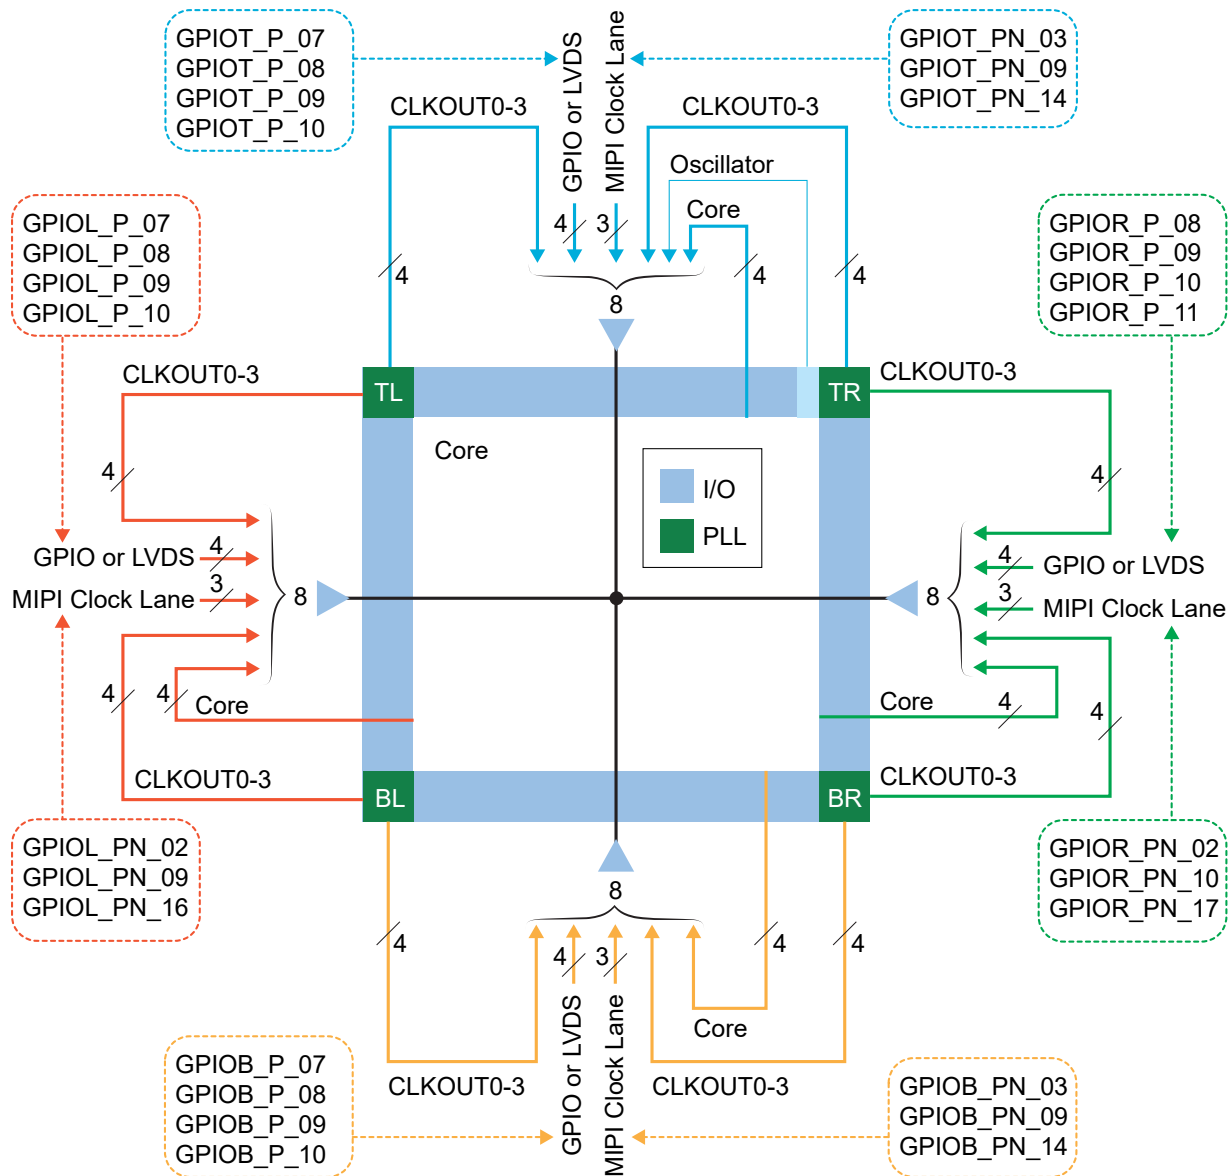 GPIOT_P_07
GPIOT_P_08
GPIOT_P_09
GPIOT_P_10
GPIO or LVDS
MIPI Clock Lane
GPIOT_PN_03
GPIOT_PN_09
GPIOT_PN_14
CLKOUT0-3
CLKOUT0-3
Oscillator
Core
4
3
4
4
4
8
GPIOL_P_07
GPIOL_P_08
GPIOL_P_09
GPIOL_P_10
GPIOR_P_08
GPIOR_P_09
GPIOR_P_10
GPIOR_P_11
CLKOUT0-3
TL
TR
CLKOUT0-3
Core
I/O
PLL
4
4
GPIO or LVDS
4
MIPI Clock Lane
3
8
8
4
GPIO or LVDS
3
MIPI Clock Lane
4
4
Core
Core
4
4
CLKOUT0-3
BL
BR
CLKOUT0-3
GPIOL_PN_02
GPIOL_PN_09
GPIOL_PN_16
GPIOR_PN_02
GPIOR_PN_10
GPIOR_PN_17
8
4
4
3
4
4
Core
CLKOUT0-3
GPIO or LVDS
MIPI Clock Lane
CLKOUT0-3
GPIOB_P_07
GPIOB_P_08
GPIOB_P_09
GPIOB_P_10
GPIOB_PN_03
GPIOB_PN_09
GPIOB_PN_14